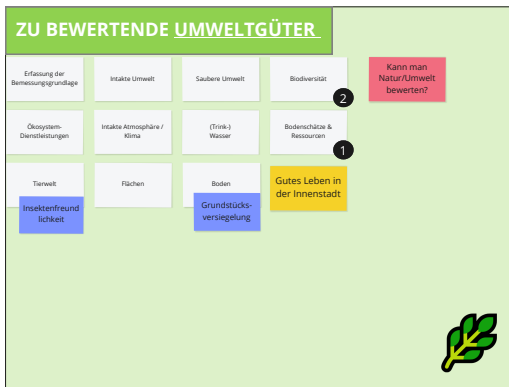 ZU BEWERTENDE UMWELTGÜTER
Erfassung der
Bemessungsgrundlage
Intakte Umwelt
Saubere Umwelt
Biodiversität
2
Kann man
Natur/Umwelt
bewerten?
Ökosystem-
Dienstleistungen
Intakte Atmosphäre /
Klima
(Trink-)
Wasser
Bodenschätze &
Ressourcen
1
Tierwelt
Insektenfreund
lichkeit
Flächen
Boden
Grundstücks-
versiegelung
Gutes Leben in
der Innenstadt